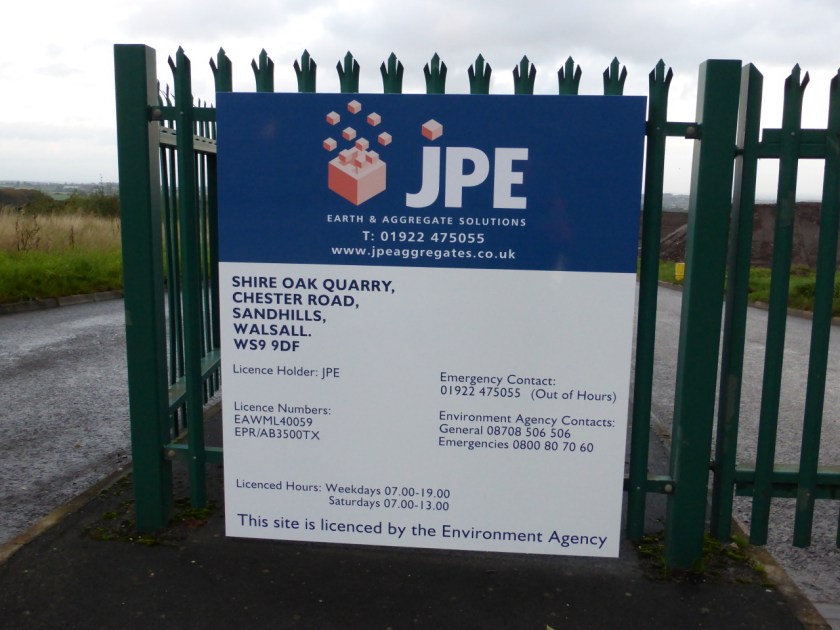 JPE
EARTH & AGGREGATE SOLUTIONS
T: 01922 475055
www.jpeaggregates.co.uk
SHIRE OAK QUARRY,
CHESTER ROAD,
SANDHILLS,
WALSALL.
WS9 9DF
Licence Holder: JPE
Licence Numbers:
EAWML40059
EPR/AB3500TX
Emergency Contact:
01922 475055 (Out of Hours)
Environment Agency Contacts:
General 08708 506 506
Emergencies 0800 80 70 60
Licenced Hours: Weekdays 07.00-19.00
Saturdays 07.00-13.00
This site is licenced by the Environment Agency